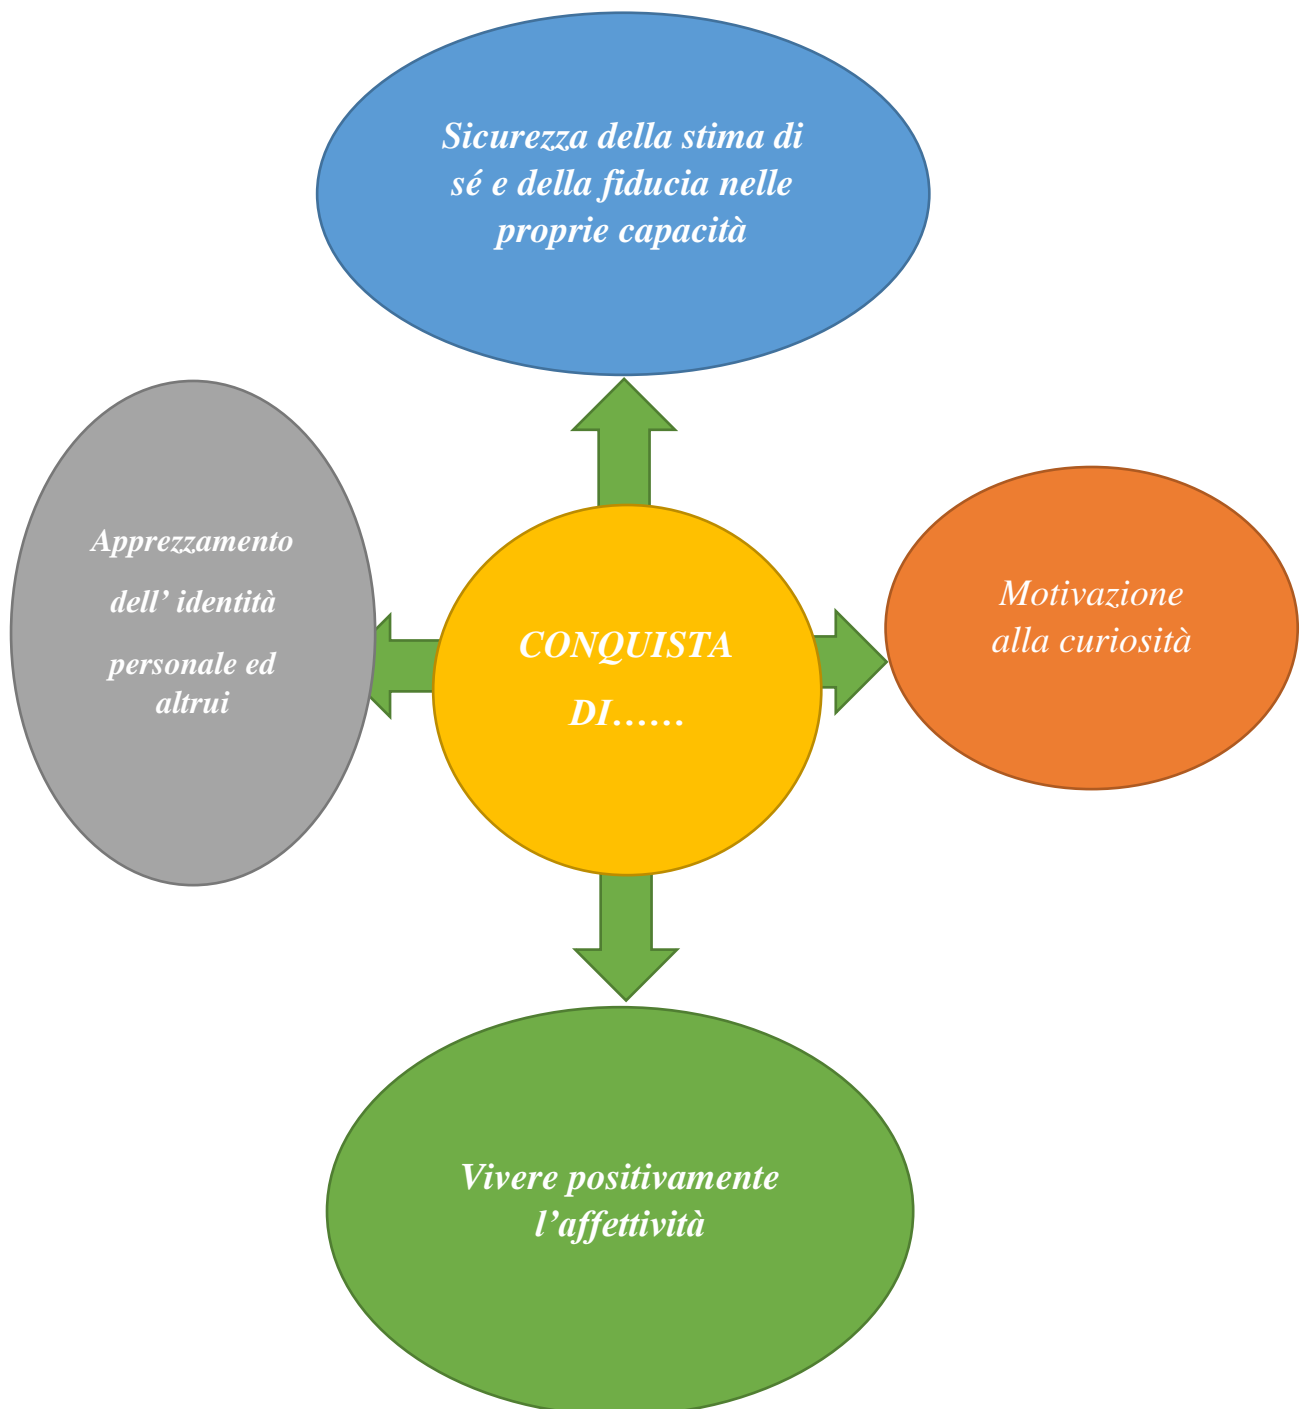 Sicurezza della stima di
sé e della fiducia nelle
proprie capacità
Apprezzamento
dell’ identità
personale ed
altrui
CONQUISTA
DI……
Motivazione
alla curiosità
Vivere positivamente
l’affettività